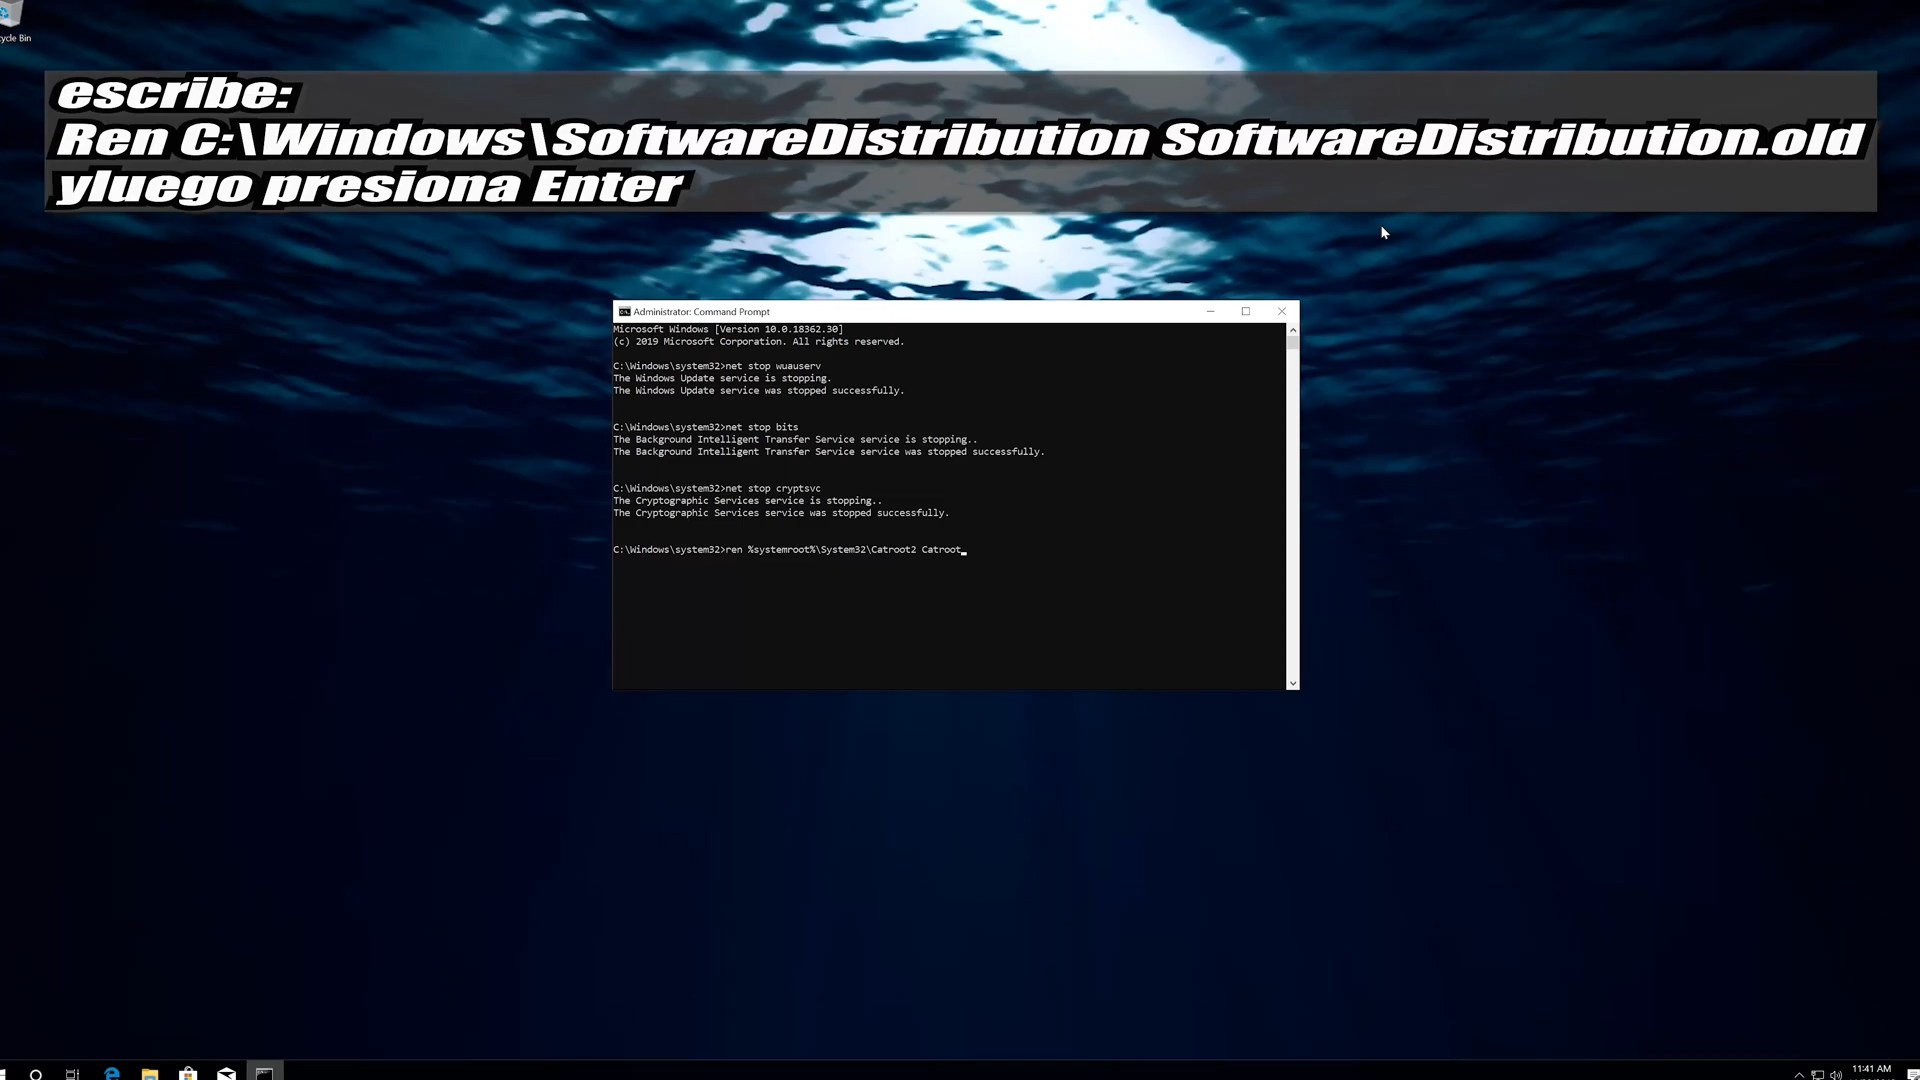 cycle Bin
escribe:
Ren C:\Windows\SoftwareDistribution SoftwareDistribution.old
yluego presiona Enter
Administrator: Command Prompt
Microsoft Windows [Version 10.0.18362.30]
(c) 2019 Microsoft Corporation. All rights reserved.
C:\Windows\system32>net stop wuauserv
The Windows Update service is stopping.
The Windows Update service was stopped successfully.
C:\Windows\system32>net stop bits
The Background Intelligent Transfer Service service is stopping..
The Background Intelligent Transfer Service service was stopped successfully.
C:\Windows\system32>net stop cryptsvc
The Cryptographic Services service is stopping..
The Cryptographic Services service was stopped successfully.
C:\Windows\system32>ren %systemroot%\System32\Catroot2 Catroot_
11:41 AM